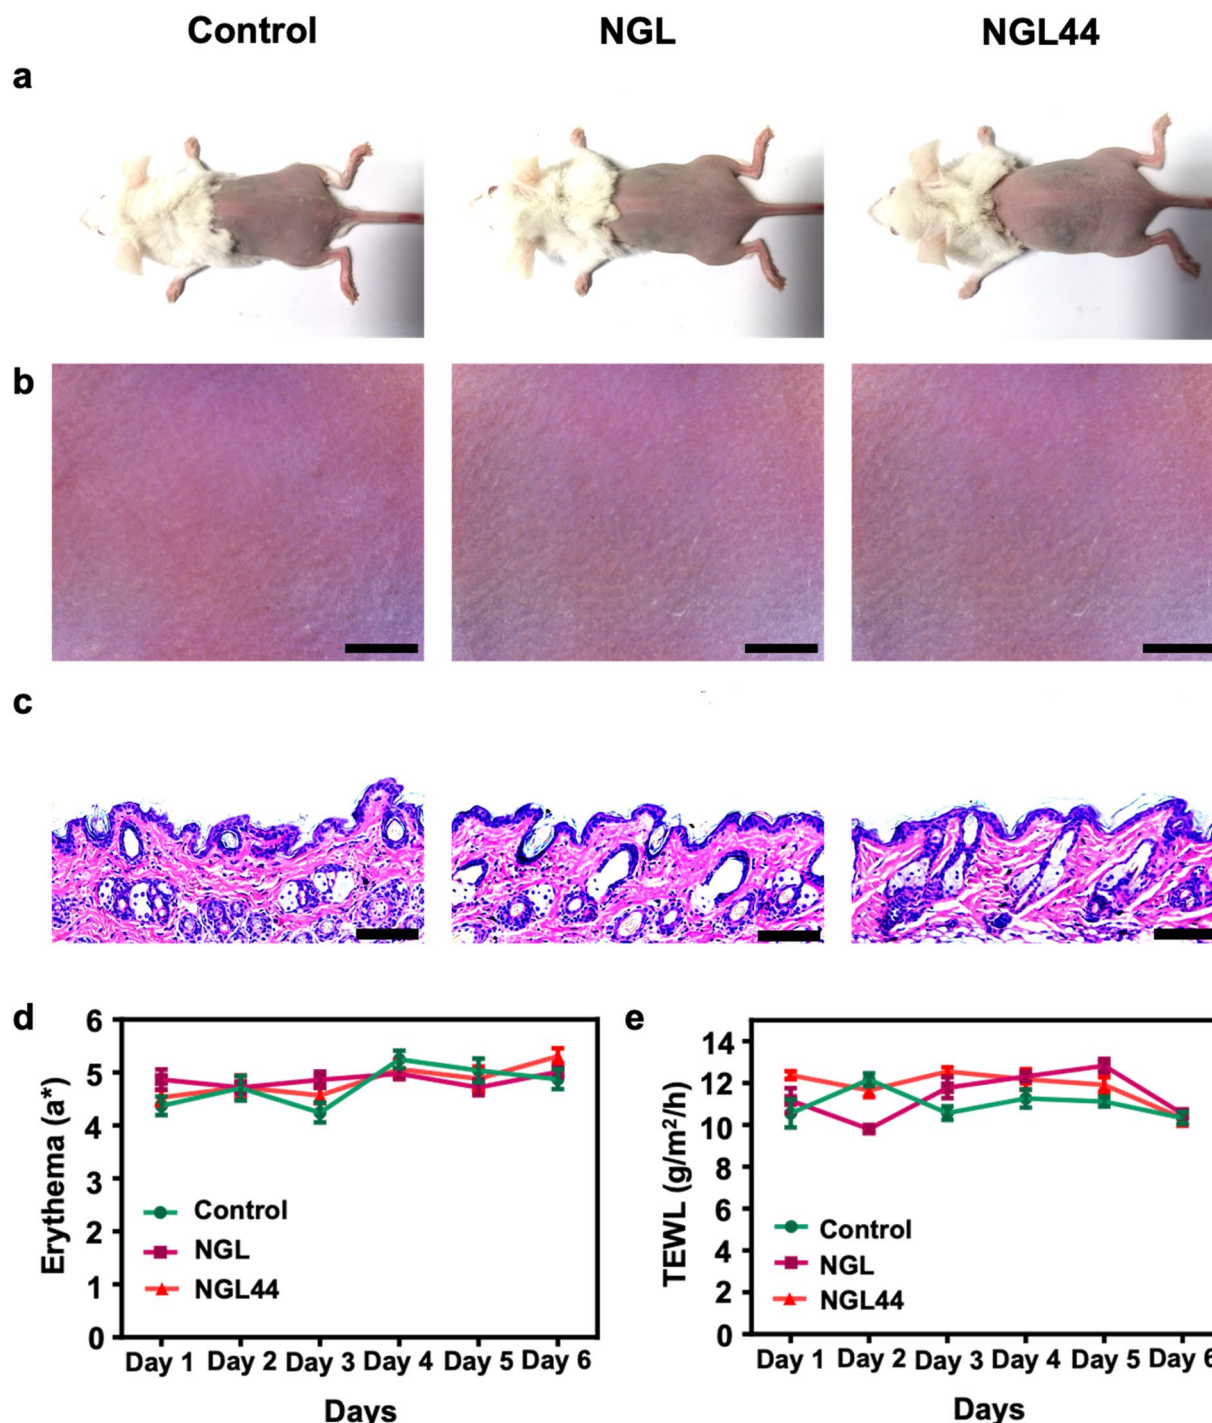 Control NGL NGL44
a
b
c
d
6
5
4
3
2
1
0
Erythema (a*)
Control
NGL
NGL44
Day 1 Day 2 Day 3 Day 4 Day 5 Day 6
Days
e
14
12
10
8
6
4
2
0
TEWL (g/m²/h)
Control
NGL
NGL44
Day 1 Day 2 Day 3 Day 4 Day 5 Day 6
Days